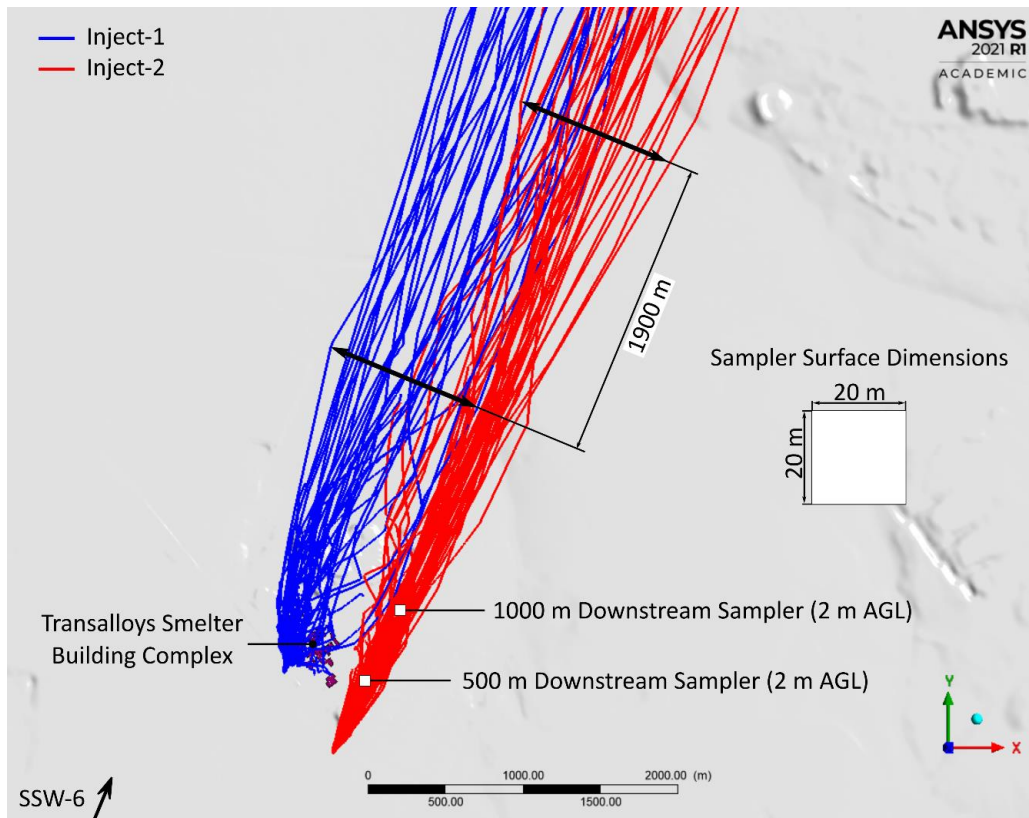 Inject-1
Inject-2
ANSYS
2021 R1
ACADEMIC
1900 m
Sampler Surface Dimensions
20 m
20 m
Transalloys Smelter
Building Complex
1000 m Downstream Sampler (2 m AGL)
500 m Downstream Sampler (2 m AGL)
Y
X
SSW-6
0 1000.00 2000.00 (m)
500.00 1500.00